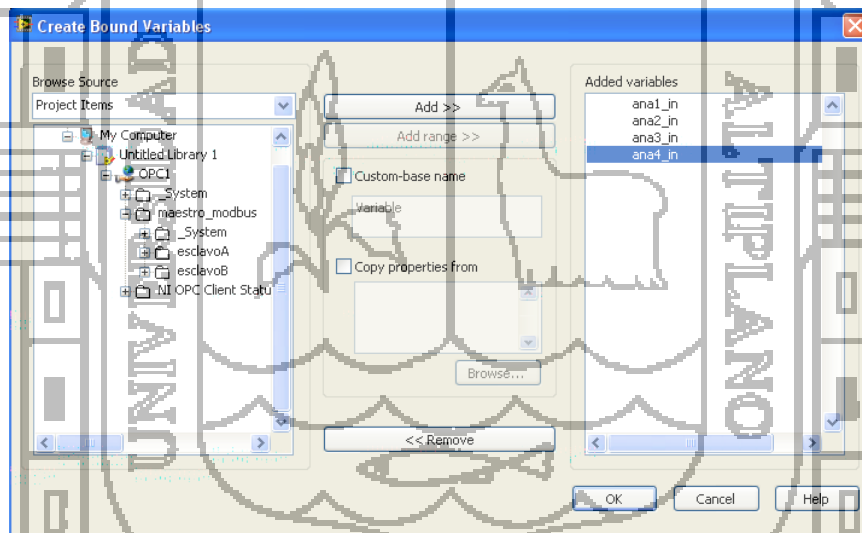 Create Bound Variables
Browse Source
Project Items
My Computer
Untitled Library 1
OPC1
_System
maestro_modbus
_System
esclavoA
esclavoB
NI OPC Client Statu
Add >>
Add range >>
Custom-base name
Variable
Copy properties from
Browse...
<< Remove
Added variables
ana1_in
ana2_in
ana3_in
ana4_in
OK
Cancel
Help
UNIVERSIDAD
ALTIPLANO